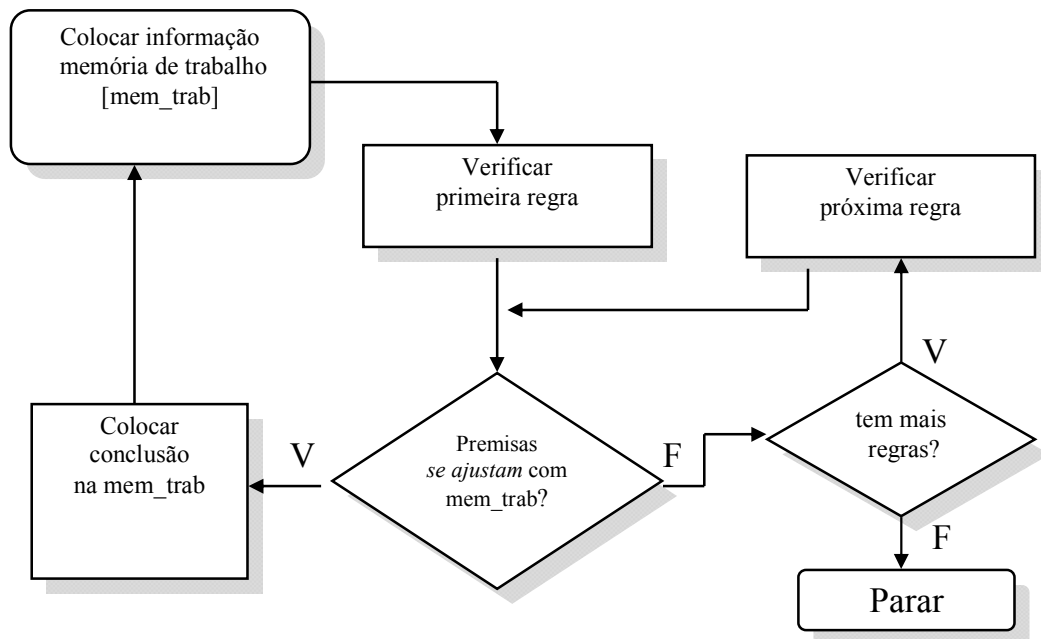 Colocar informação
memória de trabalho
[mem_trab]
Verificar
primeira regra
Verificar
próxima regra
V
Colocar
conclusão
na mem_trab
V
Premisas
se ajustam com
mem_trab?
F
tem mais
regras?
F
Parar